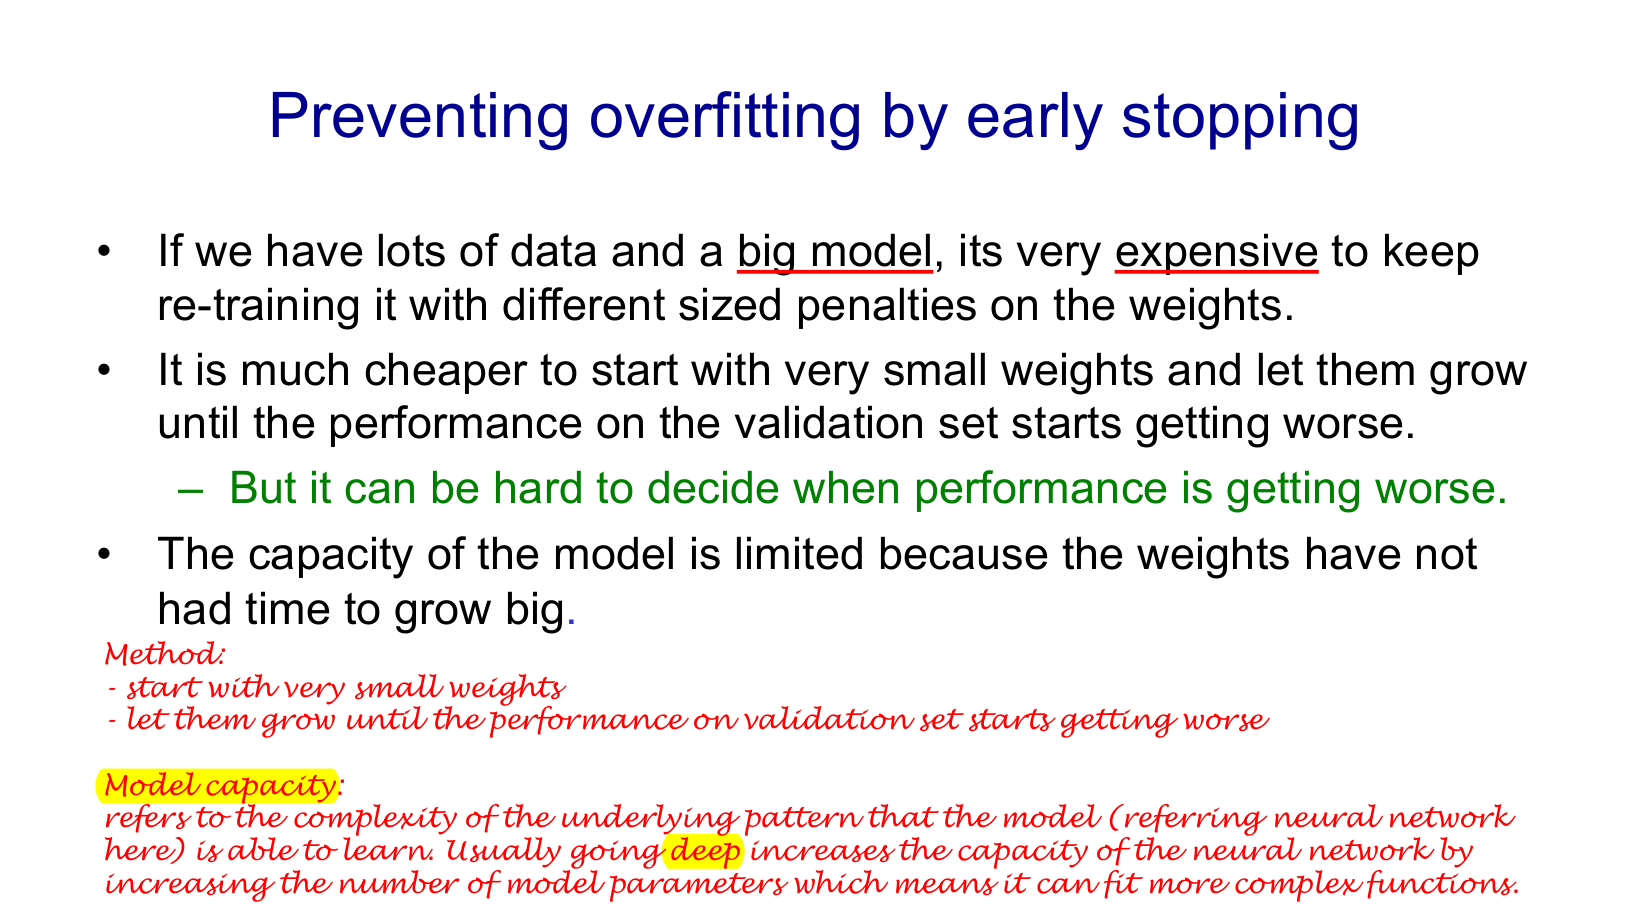 Preventing overfitting by early stopping
• If we have lots of data and a big model, its very expensive to keep
re-training it with different sized penalties on the weights.
• It is much cheaper to start with very small weights and let them grow
until the performance on the validation set starts getting worse.
– But it can be hard to decide when performance is getting worse.
• The capacity of the model is limited because the weights have not
had time to grow big.
Method:
- start with very small weights
- let them grow until the performance on validation set starts getting worse
Model capacity:
refers to the complexity of the underlying pattern that the model (referring neural network
here) is able to learn. Usually going deep increases the capacity of the neural network by
increasing the number of model parameters which means it can fit more complex functions.